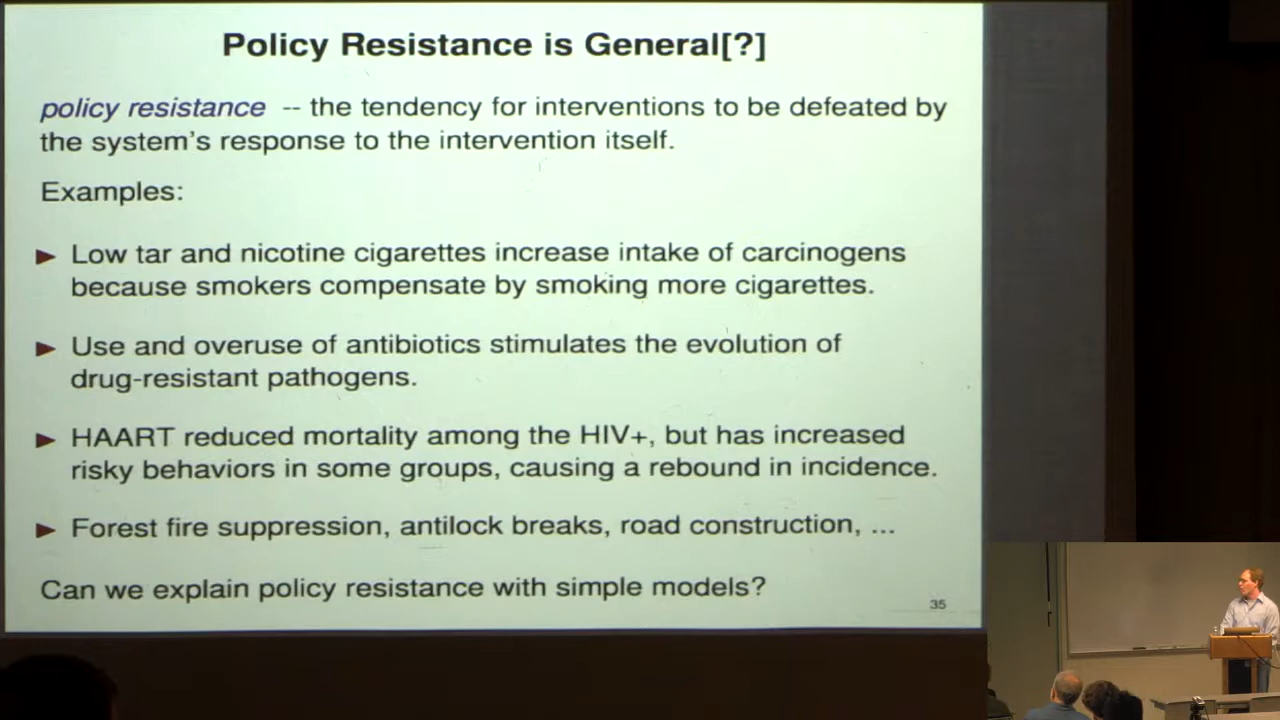 Policy Resistance is General[?]
policy resistance -- the tendency for interventions to be defeated by
the system's response to the intervention itself.
Examples:
► Low tar and nicotine cigarettes increase intake of carcinogens
because smokers compensate by smoking more cigarettes.
► Use and overuse of antibiotics stimulates the evolution of
drug-resistant pathogens.
► HAART reduced mortality among the HIV+, but has increased
risky behaviors in some groups, causing a rebound in incidence.
► Forest fire suppression, antilock breaks, road construction, ...
Can we explain policy resistance with simple models?
35